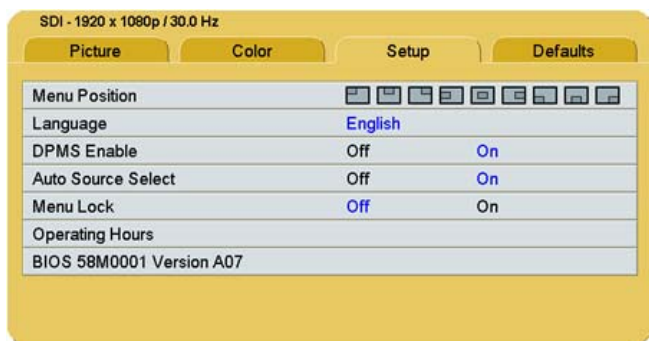 SDI - 1920 x 1080p / 30.0 Hz
Picture Color Setup Defaults
Menu Position
Language English
DPMS Enable Off On
Auto Source Select Off On
Menu Lock Off On
Operating Hours
BIOS 58M0001 Version A07